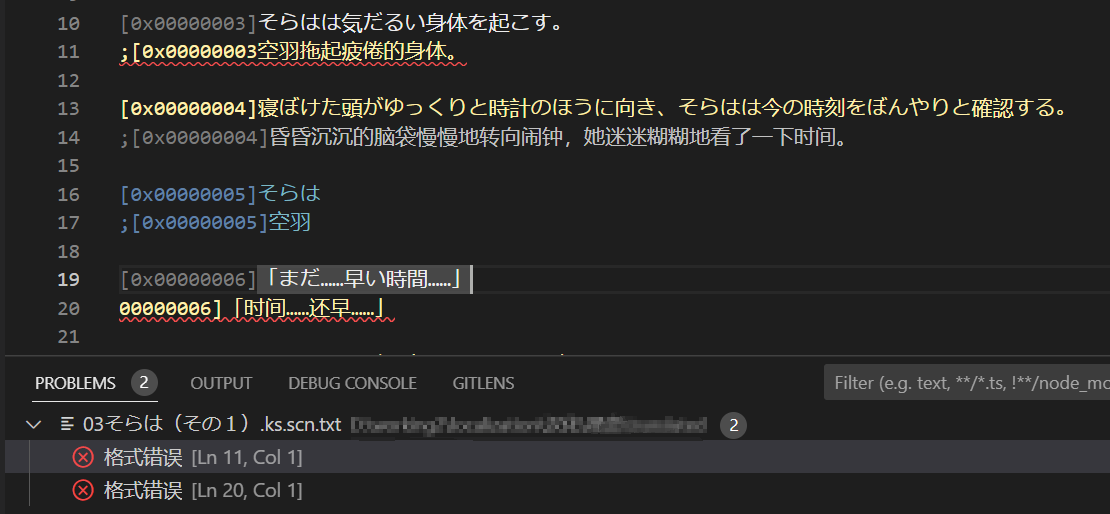 10 [0x00000003]そらはは気だるい身体を起こす。
11 ;[0x00000003空羽拖起疲倦的身体。
12
13 [0x00000004]寝ぼけた頭がゆっくりと時計のほうに向き、そらはは今の時刻をぼんやりと確認する。
14 ;[0x00000004]昏昏沉沉的脑袋慢慢地转向闹钟，她迷迷糊糊地看了一下时间。
15
16 [0x00000005]そらは
17 ;[0x00000005]空羽
18
19 [0x00000006]「まだ……早い時間……」
20 00000006]「时间……还早……」
21
PROBLEMS 2 OUTPUT DEBUG CONSOLE GITLENS Filter (e.g. text, **/*.ts, !**/node_mo
03そらは（その１）.ks.scn.txt 2
格式错误 [Ln 11, Col 1]
格式错误 [Ln 20, Col 1]